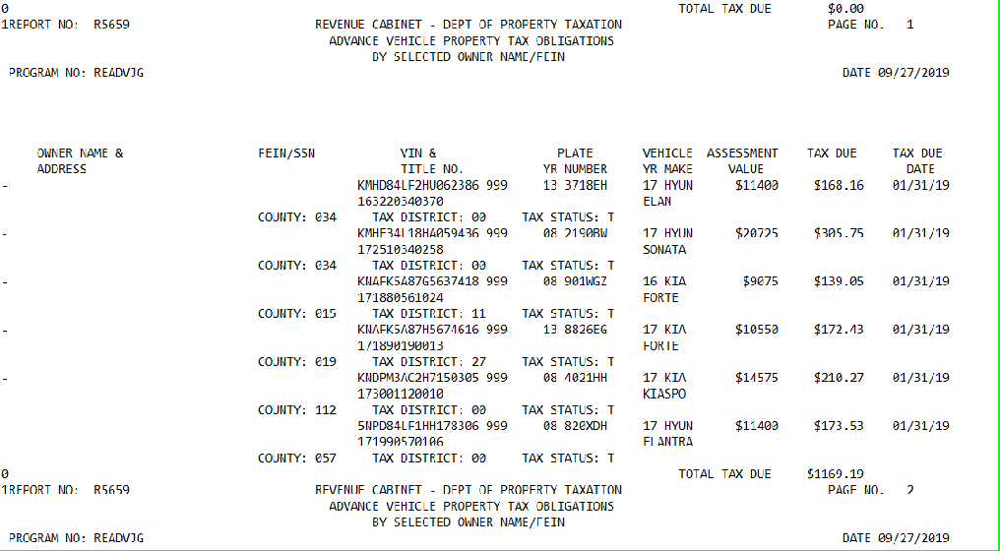 0 TOTAL TAX DUE $0.00
1REPORT NO: R5659 REVENUE CABINET - DEPT OF PROPERTY TAXATION PAGE NO. 1
ADVANCE VEHICLE PROPERTY TAX OBLIGATIONS
BY SELECTED OWNER NAME/FEIN
PROGRAM NO: READVJG DATE 09/27/2019
OWNER NAME & FEIN/SSN VIN & PLATE VEHICLE ASSESSMENT TAX DUE TAX DUE
ADDRESS TITLE NO. YR NUMBER YR MAKE VALUE DATE
- KMHD84LF2HU062386 999 13 3718EH 17 HYUN $11400 $168.16 01/31/19
163220340370 ELAN
COUNTY: 034 TAX DISTRICT: 00 TAX STATUS: T
- KMHE34L18HA059436 999 08 2190BW 17 HYUN $20725 $305.75 01/31/19
172510340258 SONATA
COUNTY: 034 TAX DISTRICT: 00 TAX STATUS: T
- KNAFK5A87G5637418 999 08 901WGZ 16 KIA $9075 $139.05 01/31/19
171880561024 FORTE
COUNTY: 015 TAX DISTRICT: 11 TAX STATUS: T
- KNAFK5A87H5674616 999 13 8826EG 17 KIA $10550 $172.43 01/31/19
171890190013 FORTE
COUNTY: 019 TAX DISTRICT: 27 TAX STATUS: T
- KNDPM3AC2H7150305 999 08 4021HH 17 KIA $14575 $210.27 01/31/19
173001120010 KIASPO
COUNTY: 112 TAX DISTRICT: 00 TAX STATUS: T
5NPD84LF1HH178306 999 08 820XDH 17 HYUN $11400 $173.53 01/31/19
171990570106 ELANTRA
COUNTY: 057 TAX DISTRICT: 00 TAX STATUS: T
0 TOTAL TAX DUE $1169.19
1REPORT NO: R5659 REVENUE CABINET - DEPT OF PROPERTY TAXATION PAGE NO. 2
ADVANCE VEHICLE PROPERTY TAX OBLIGATIONS
BY SELECTED OWNER NAME/FEIN
PROGRAM NO: READVJG DATE 09/27/2019